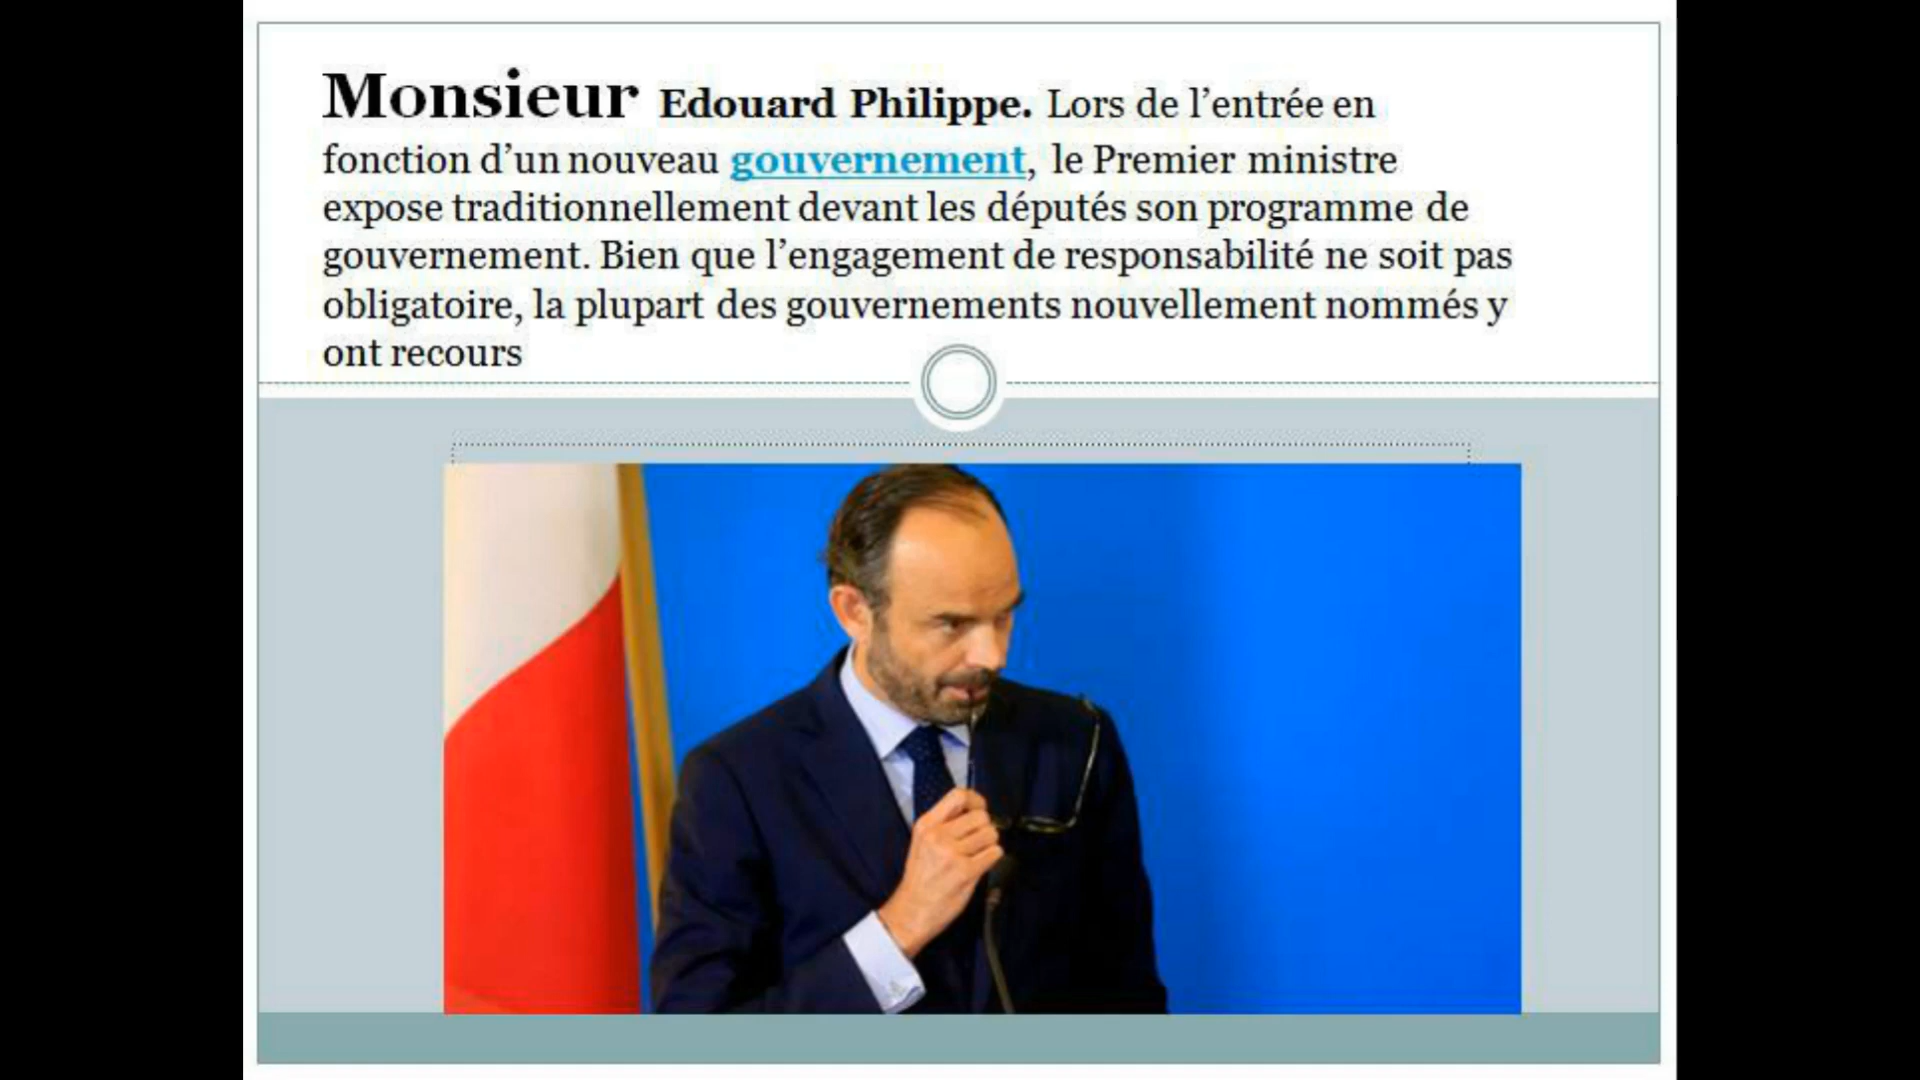 Monsieur Edouard Philippe. Lors de l’entrée en
fonction d’un nouveau gouvernement, le Premier ministre
expose traditionnellement devant les députés son programme de
gouvernement. Bien que l’engagement de responsabilité ne soit pas
obligatoire, la plupart des gouvernements nouvellement nommés y
ont recours